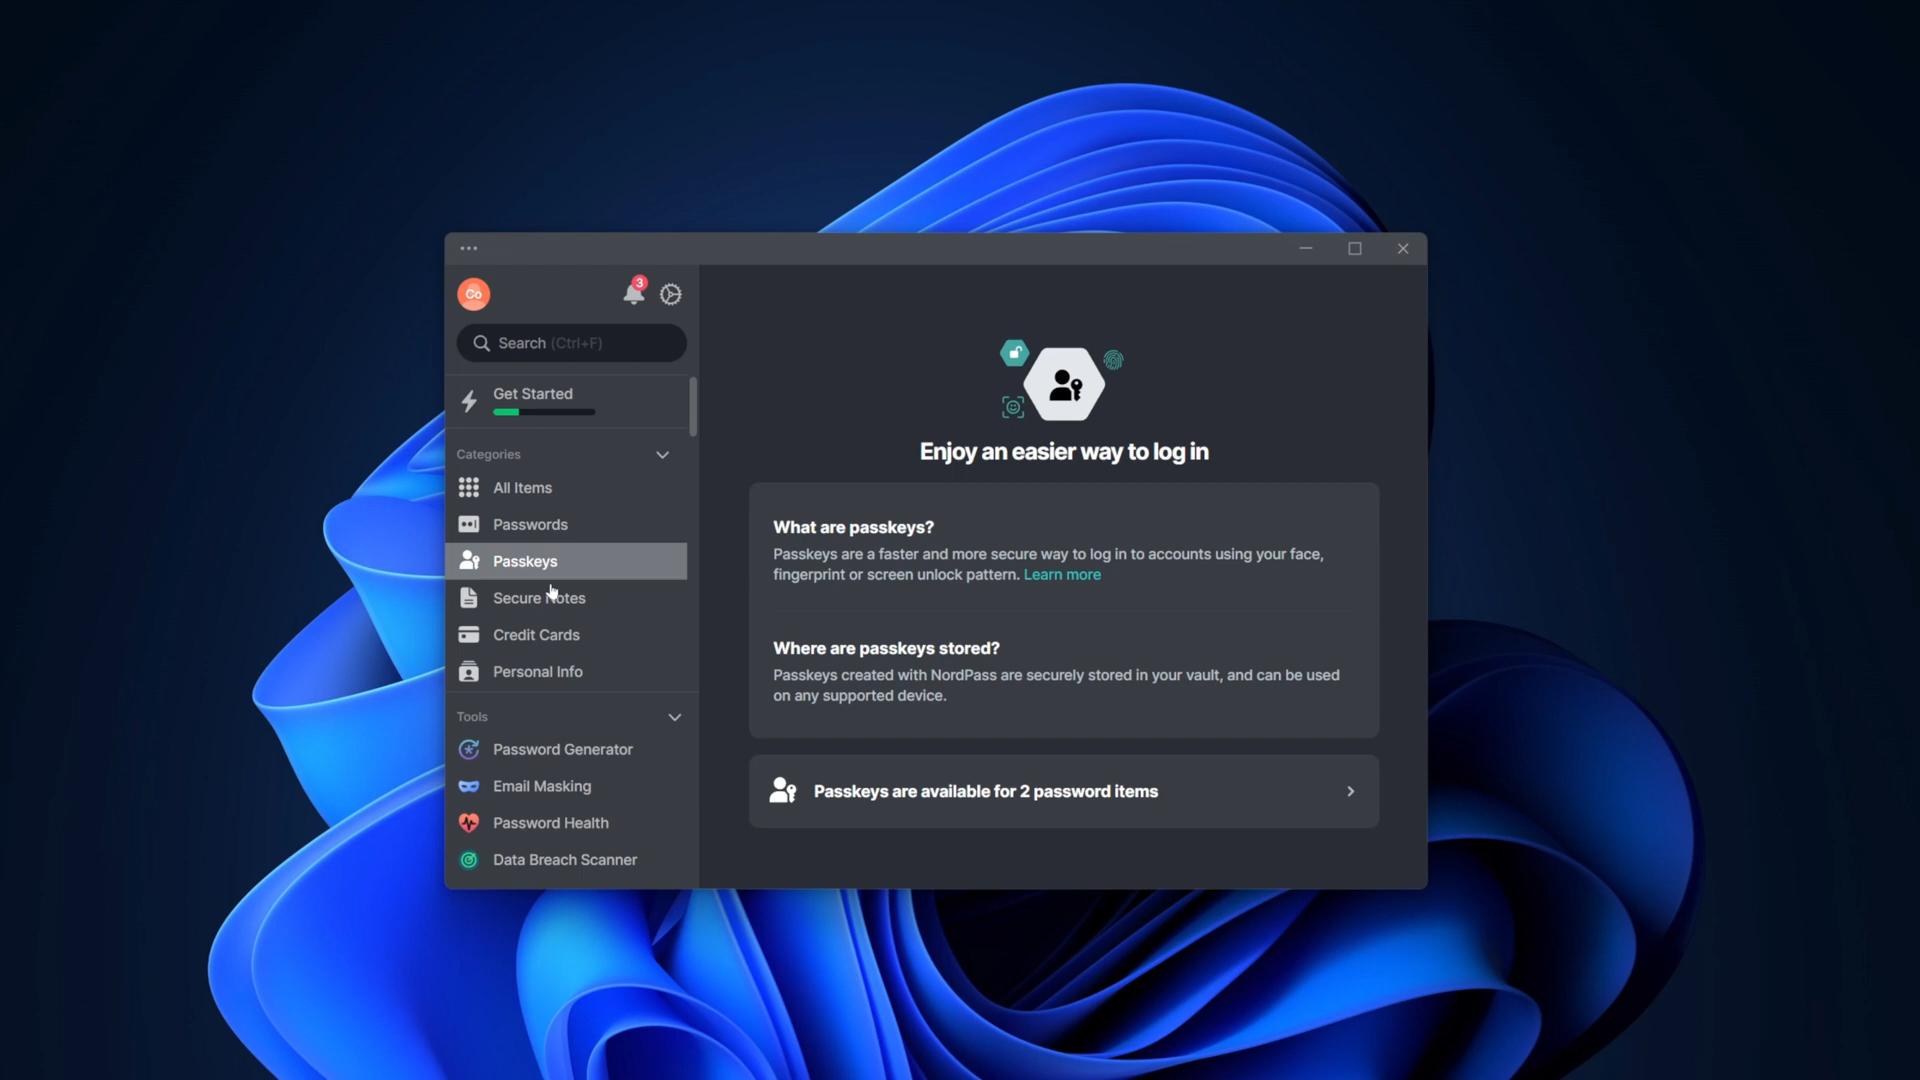 Co
3
Search (Ctrl+F)
Get Started
Categories
All Items
Passwords
Passkeys
Secure Notes
Credit Cards
Personal Info
Tools
Password Generator
Email Masking
Password Health
Data Breach Scanner
Enjoy an easier way to log in
What are passkeys?
Passkeys are a faster and more secure way to log in to accounts using your face,
fingerprint or screen unlock pattern. Learn more
Where are passkeys stored?
Passkeys created with NordPass are securely stored in your vault, and can be used
on any supported device.
Passkeys are available for 2 password items